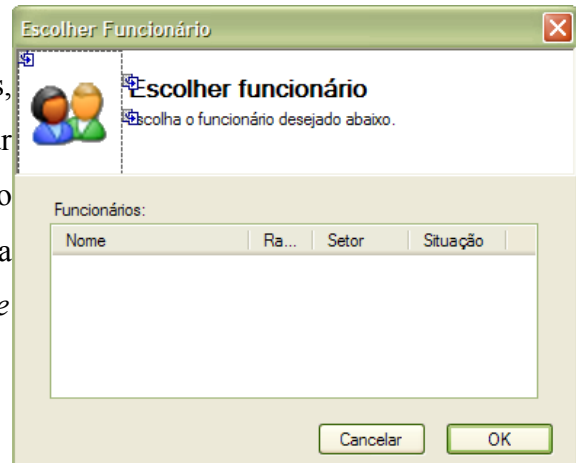 Escolher Funcionário
Escolher funcionário
Escolha o funcionário desejado abaixo.
s,
r
o
a
e
Funcionários:
Nome Ra... Setor Situação
Cancelar OK